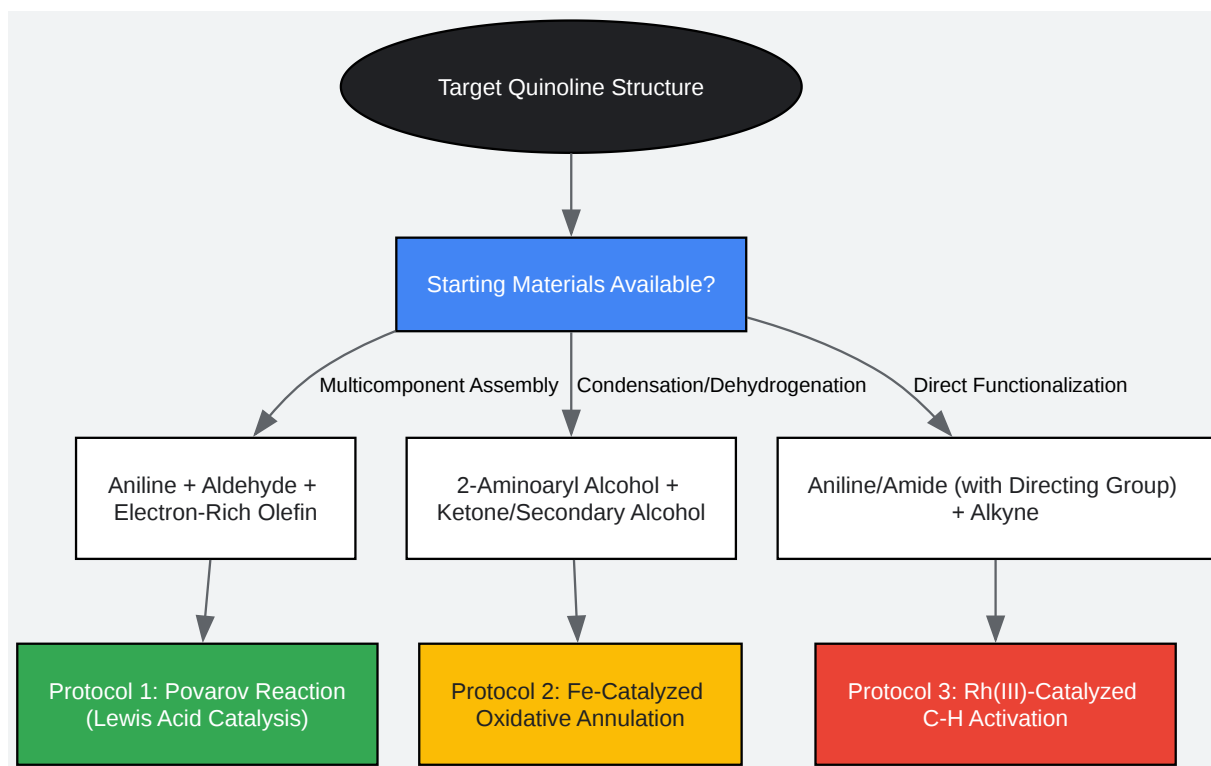 Target Quinoline Structure
Starting Materials Available?
Multicomponent Assembly
Condensation/Dehydrogenation
Direct Functionalization
Aniline + Aldehyde +
Electron-Rich Olefin
2-Aminoaryl Alcohol +
Ketone/Secondary Alcohol
Aniline/Amide (with Directing Group)
+ Alkyne
Protocol 1: Povarov Reaction
(Lewis Acid Catalysis)
Protocol 2: Fe-Catalyzed
Oxidative Annulation
Protocol 3: Rh(III)-Catalyzed
C-H Activation